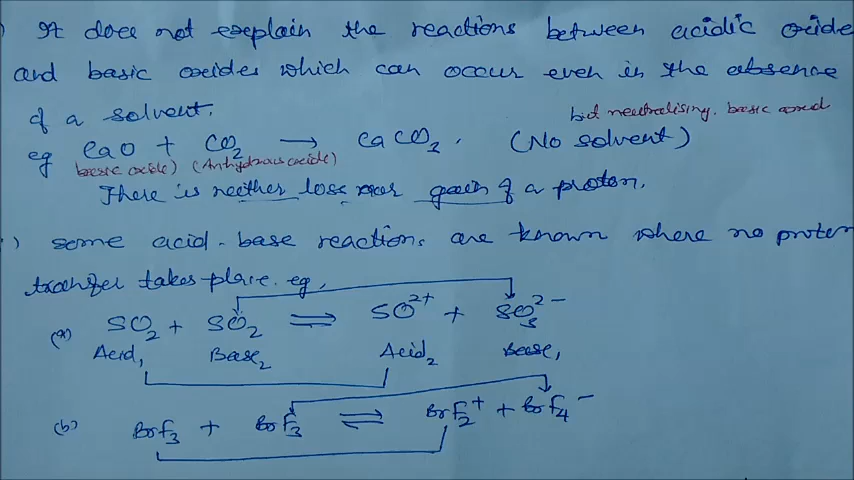 ) It does not explain the reactions between acidic oxide
and basic oxides which can occur even in the absence
of a solvent.
but neutralising. basic and
eg CaO + CO₂ → CaCO₂. (No solvent)
basic oxide) (Anhydrous oxide)
There is neither loss nor gain of a proton.
) Some acid-base reactions are known where no proton
transfer takes place. eg,
(a) SO₂ + SO₂ ⇌ SO²⁺ + SO₃²⁻
Acid₁ Base₂ Acid₂ Base₁
(b) BrF₃ + BrF₃ ⇌ BrF₂⁺ + BrF₄⁻